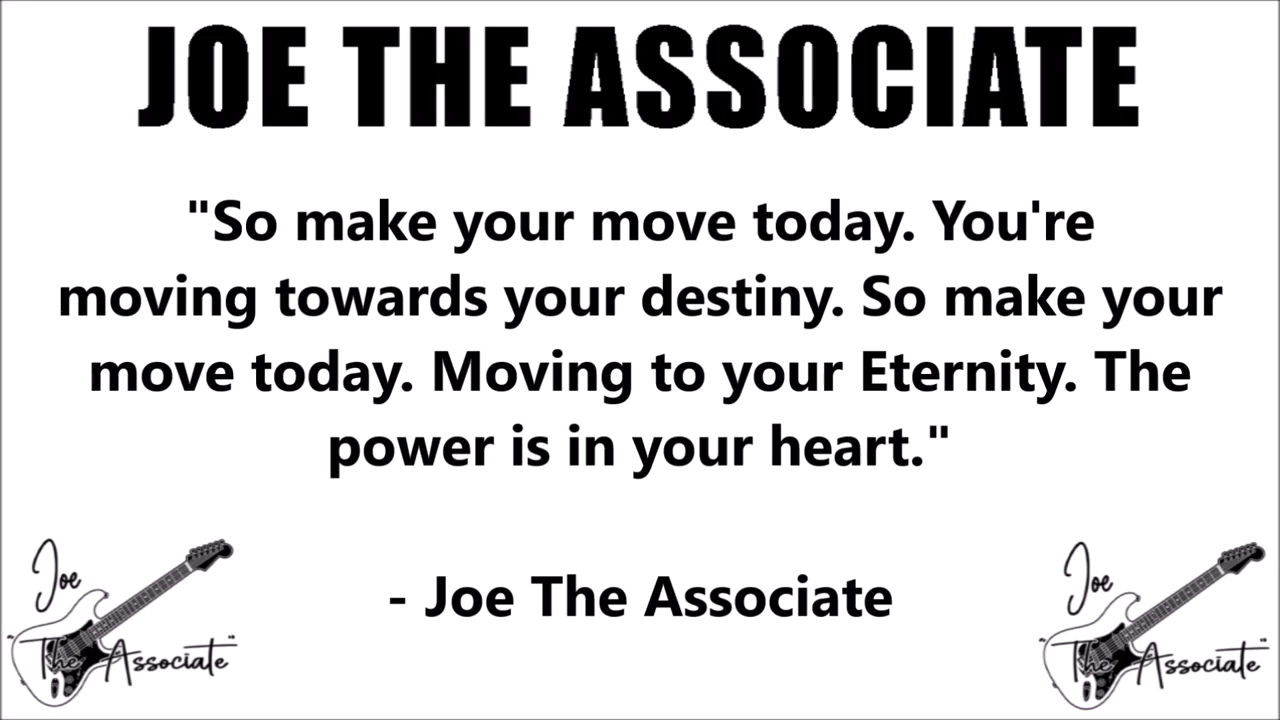 JOE THE ASSOCIATE
"So make your move today. You're
moving towards your destiny. So make your
move today. Moving to your Eternity. The
power is in your heart."
- Joe The Associate
Joe
"The Associate"
Joe
"The Associate"